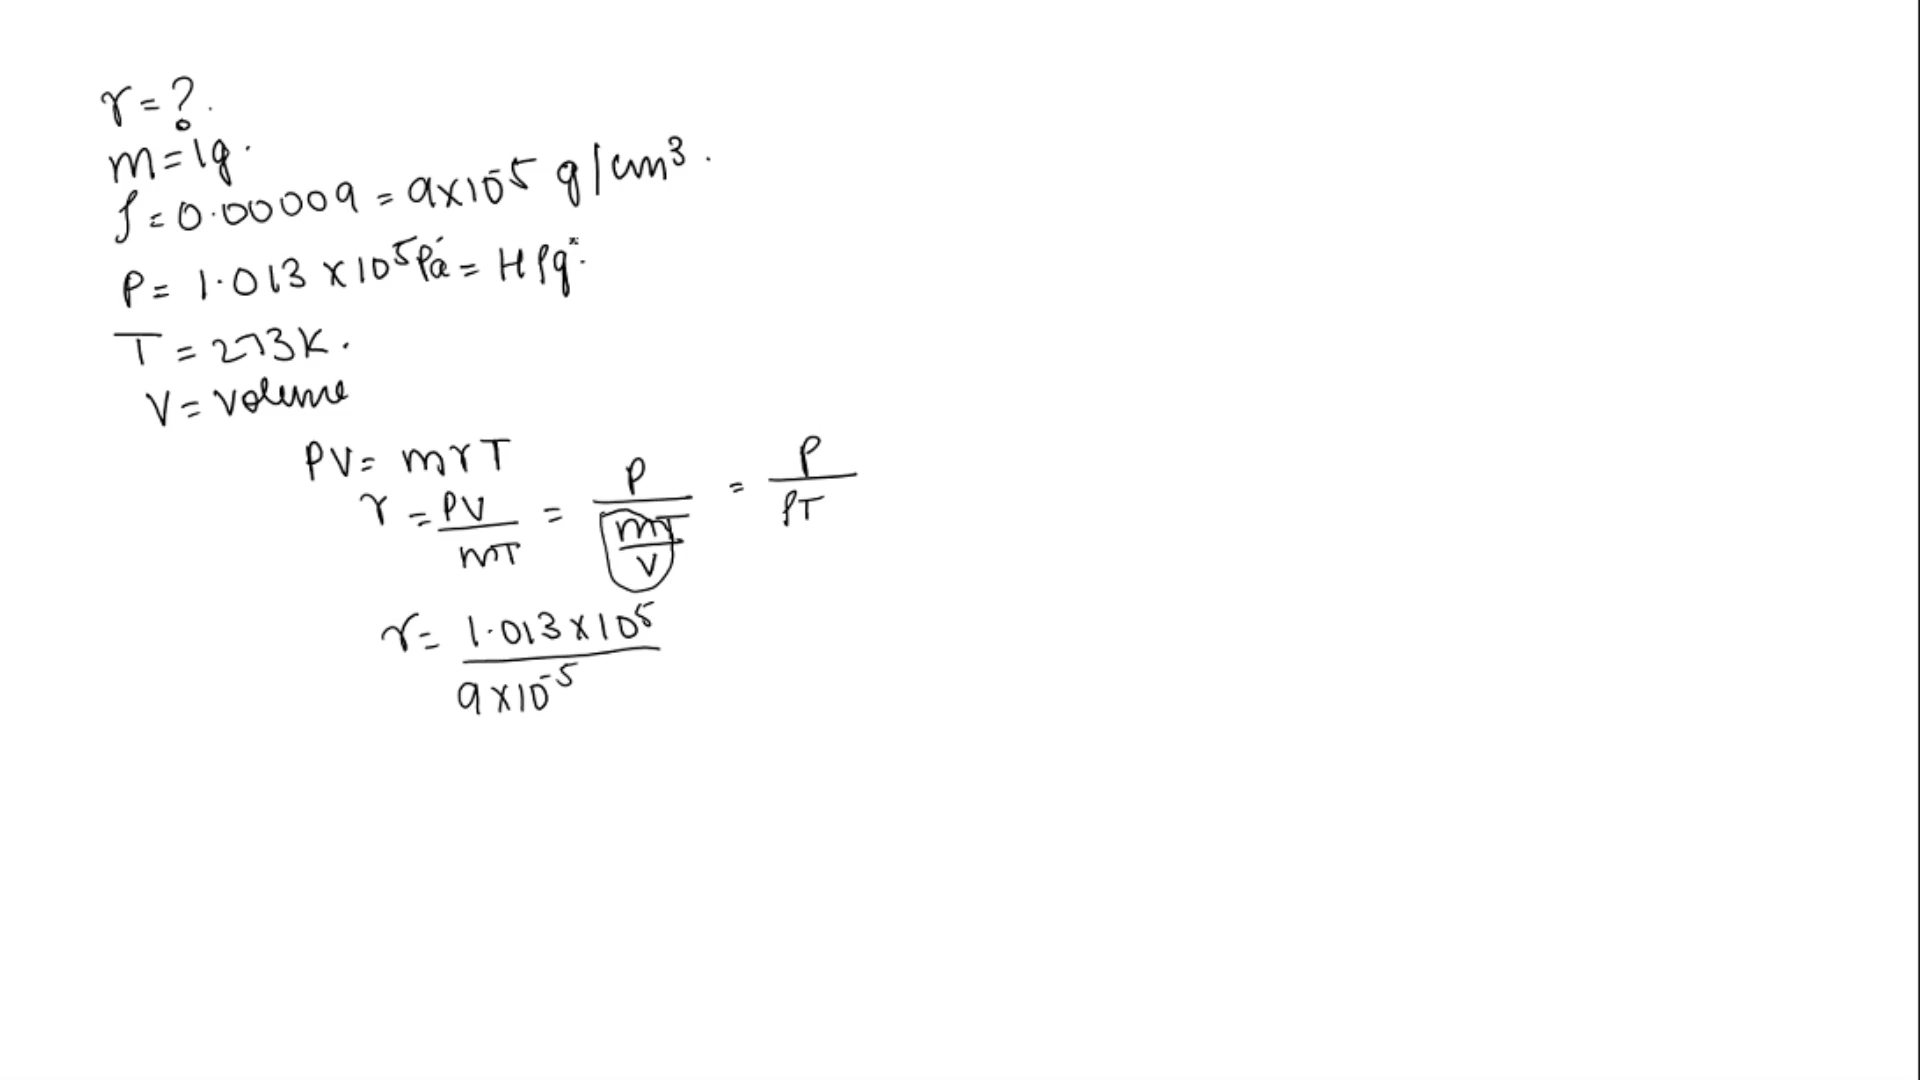 r = ?.
m = 1g.
ρ = 0.00009 = 9×10⁻⁵ g/cm³.
P = 1.013 × 10⁵ Pa = Hρg.
T = 273K.
V = volume
PV = mrT
r = PV/mT = P/(mT/V) = P/ρT
r = 1.013×10⁵/9×10⁻⁵